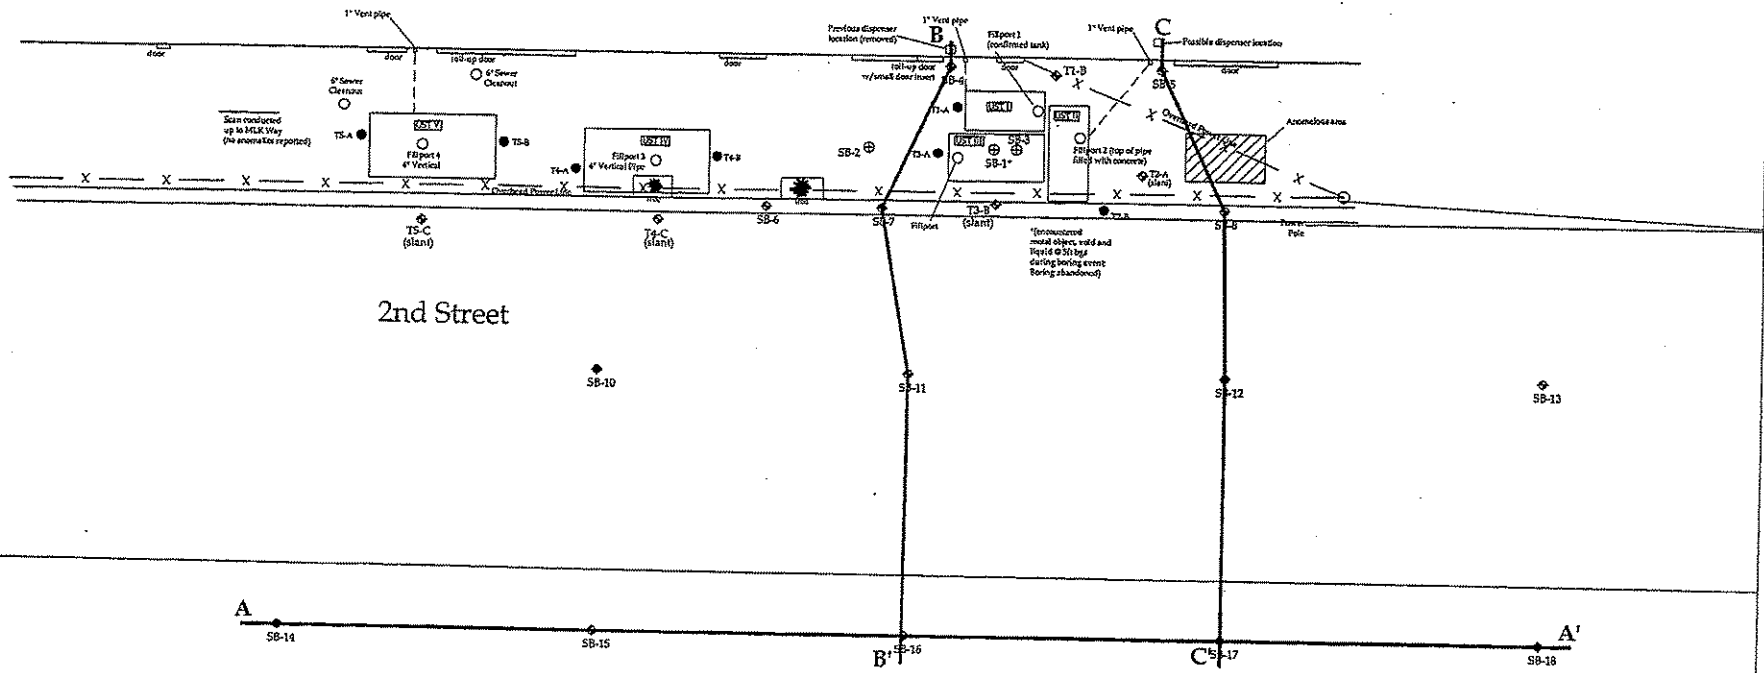 1" Vent pipe
Previous dispenser
location (removed)
B
1" Vent pipe
Fillport 1
(confirmed tank)
1" Vent pipe
C
Possible dispenser location
door
door
roll-up door
door
roll-up door
w/small door insert
door
door
SB-4
T1-B
SB-5
6" Sewer
Cleanout
6" Sewer
Cleanout
Scan conducted
up to MLK Way
(no anomalies reported)
T5-A
UST V
Fillport 4
4" Vertical
T5-B
T4-A
UST IV
Fillport 3
4" Vertical Pipe
T4-B
SB-2
T1-A
UST I
T3-A
UST III
SB-3
SB-1*
Fillport 2 (top of pipe
filled with concrete)
T2-A
(slant)
Anomalous area
Overhead Power Line
T5-C
(slant)
T4-C
(slant)
SB-6
SB-7
Fillport
T3-B
(slant)
T2-B
SB-8
Power
Pole
*(encountered
metal object, void and
liquid @ 5ft bgs
during boring event
Boring abandoned)
2nd Street
SB-10
SB-11
SB-12
SB-13
A
SB-14
SB-15
SB-16
B'
SB-17
C'
A'
SB-18